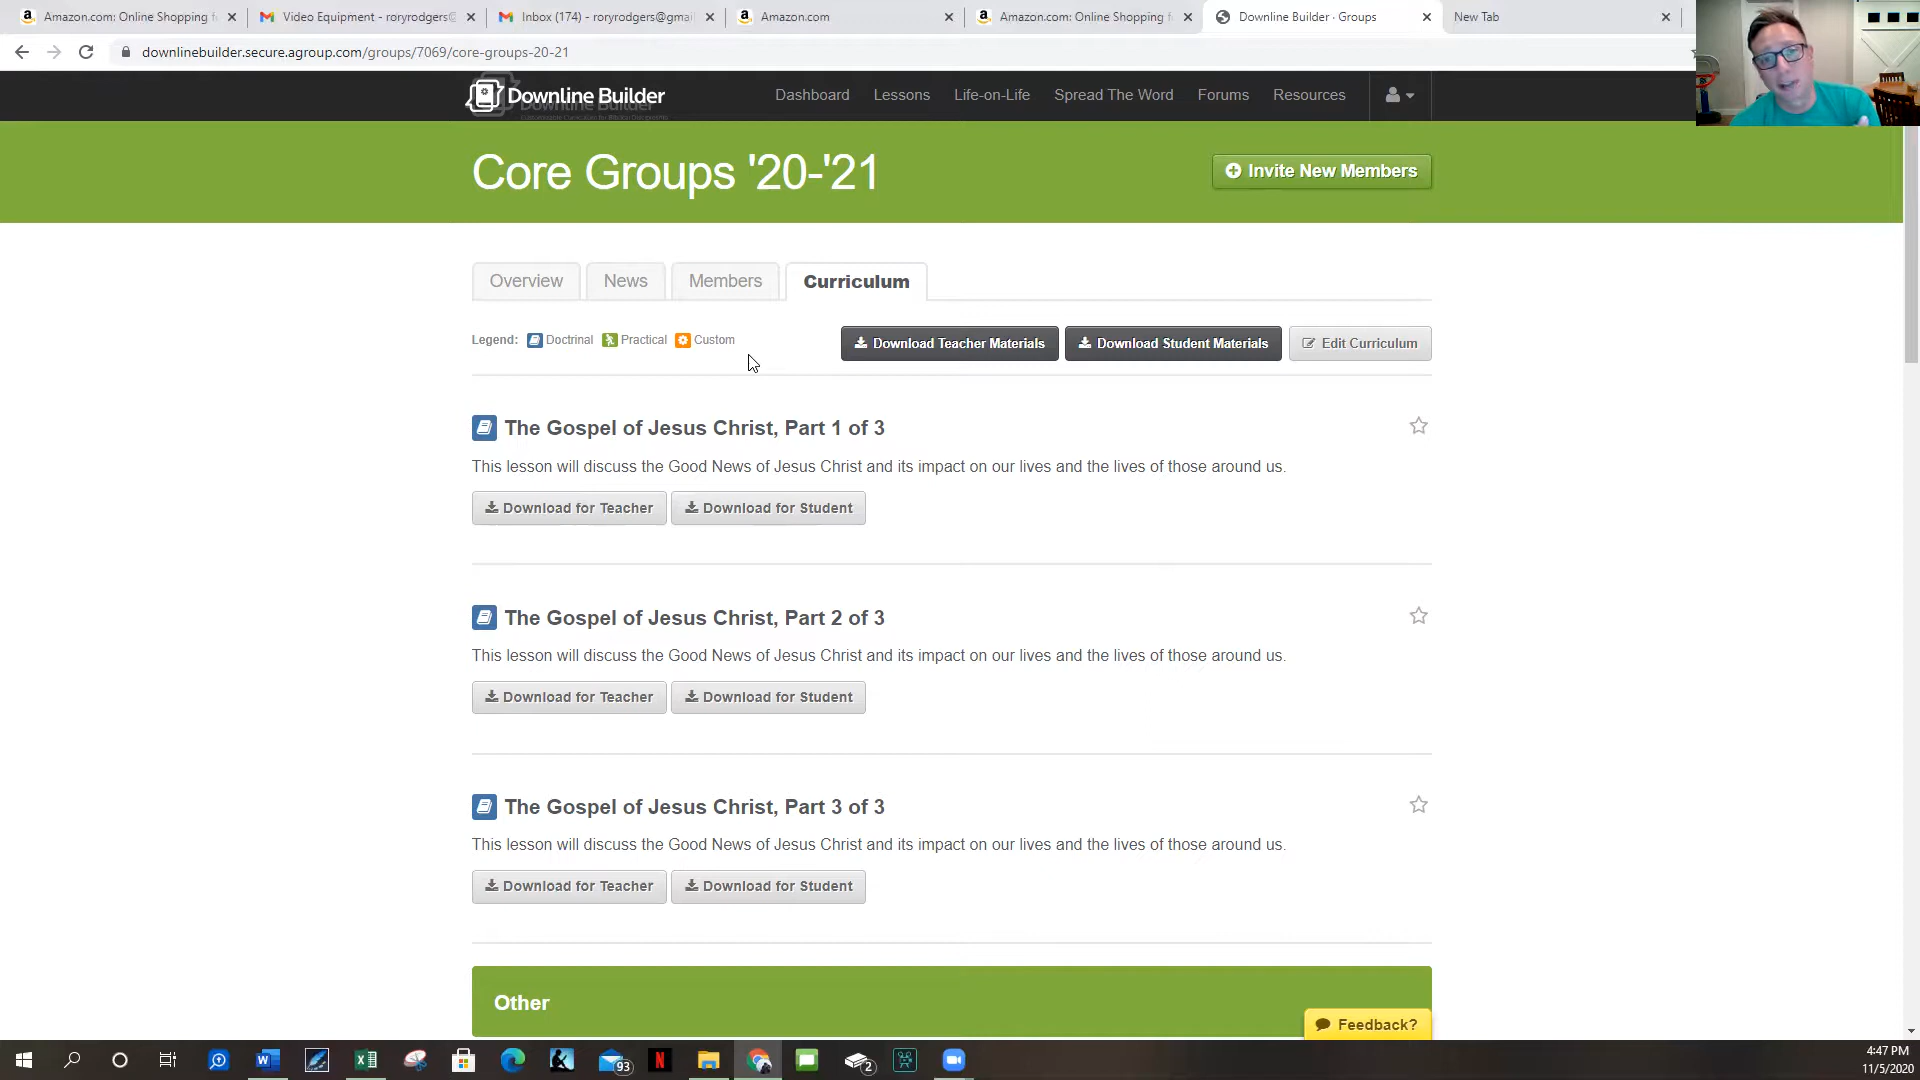 Amazon.com: Online Shopping f
Video Equipment - roryrodgers@
Inbox (174) - roryrodgers@gmai
Amazon.com
Amazon.com: Online Shopping f
Downline Builder · Groups
New Tab
downlinebuilder.secure.agroup.com/groups/7069/core-groups-20-21
Downline Builder
Dashboard
Lessons
Life-on-Life
Spread The Word
Forums
Resources
Core Groups '20-'21
Invite New Members
Overview
News
Members
Curriculum
Legend: Doctrinal Practical Custom
Download Teacher Materials
Download Student Materials
Edit Curriculum
The Gospel of Jesus Christ, Part 1 of 3
This lesson will discuss the Good News of Jesus Christ and its impact on our lives and the lives of those around us.
Download for Teacher
Download for Student
The Gospel of Jesus Christ, Part 2 of 3
This lesson will discuss the Good News of Jesus Christ and its impact on our lives and the lives of those around us.
Download for Teacher
Download for Student
The Gospel of Jesus Christ, Part 3 of 3
This lesson will discuss the Good News of Jesus Christ and its impact on our lives and the lives of those around us.
Download for Teacher
Download for Student
Other
Feedback?
93
2
4:47 PM
11/5/2020